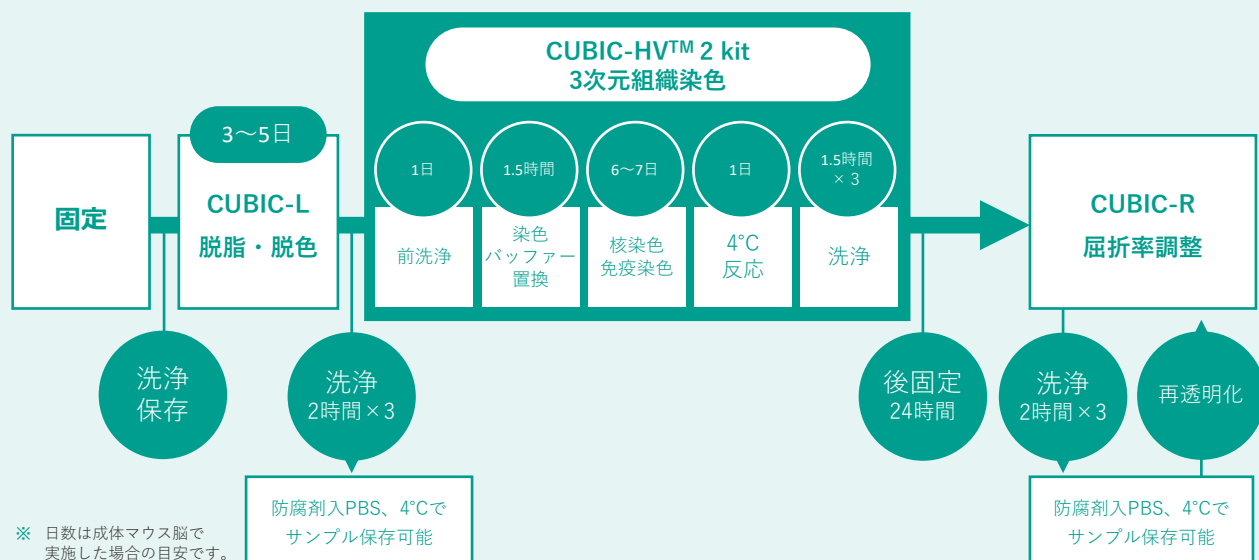 CUBIC-HV™ 2 kit
3次元組織染色
固定
3～5日
CUBIC-L
脱脂・脱色
1日
前洗浄
1.5時間
染色
バッファー
置換
6～7日
核染色
免疫染色
1日
4°C
反応
1.5時間
× 3
洗浄
CUBIC-R
屈折率調整
洗浄
保存
洗浄
2時間×3
後固定
24時間
洗浄
2時間×3
再透明化
防腐剤入PBS、4°Cで
サンプル保存可能
防腐剤入PBS、4°Cで
サンプル保存可能
※ 日数は成体マウス脳で
実施した場合の目安です。